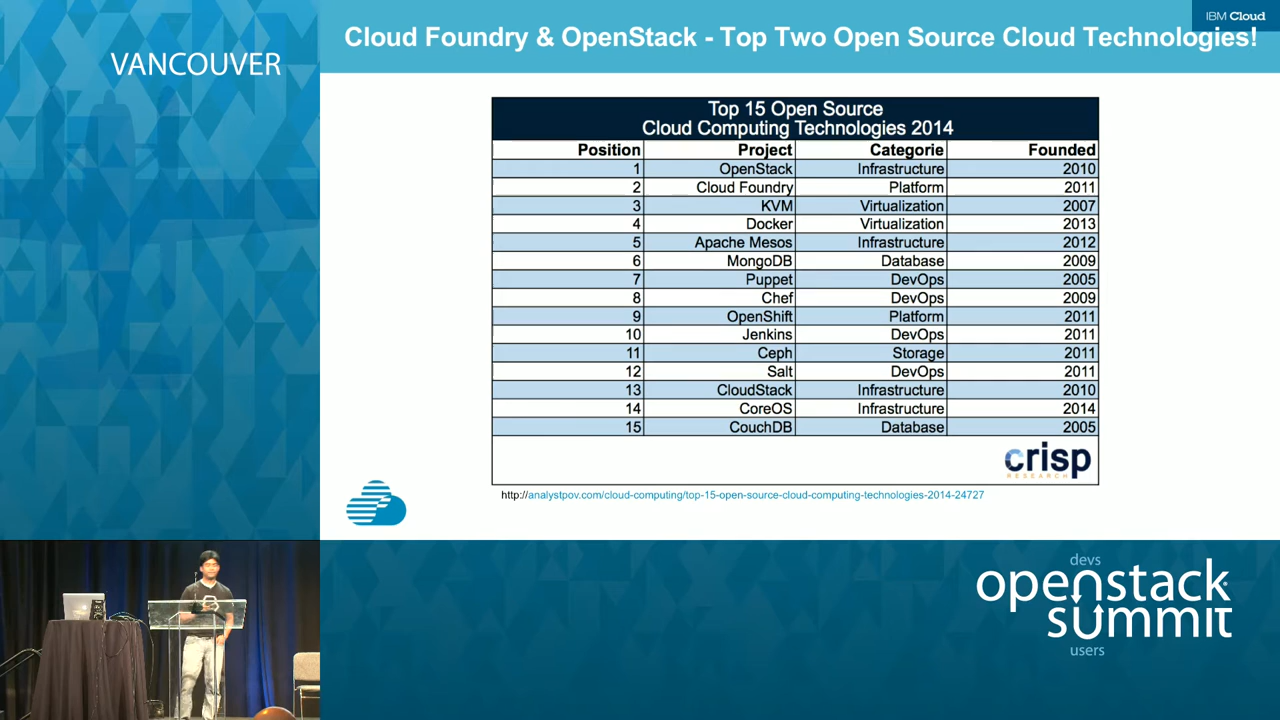 IBM Cloud
Cloud Foundry & OpenStack - Top Two Open Source Cloud Technologies!
VANCOUVER
Top 15 Open Source
Cloud Computing Technologies 2014
Position Project Categorie Founded
1 OpenStack Infrastructure 2010
2 Cloud Foundry Platform 2011
3 KVM Virtualization 2007
4 Docker Virtualization 2013
5 Apache Mesos Infrastructure 2012
6 MongoDB Database 2009
7 Puppet DevOps 2005
8 Chef DevOps 2009
9 OpenShift Platform 2011
10 Jenkins DevOps 2011
11 Ceph Storage 2011
12 Salt DevOps 2011
13 CloudStack Infrastructure 2010
14 CoreOS Infrastructure 2014
15 CouchDB Database 2005
crisp
RESEARCH
http://analystpov.com/cloud-computing/top-15-open-source-cloud-computing-technologies-2014-24727
devs
openstack
summit
users